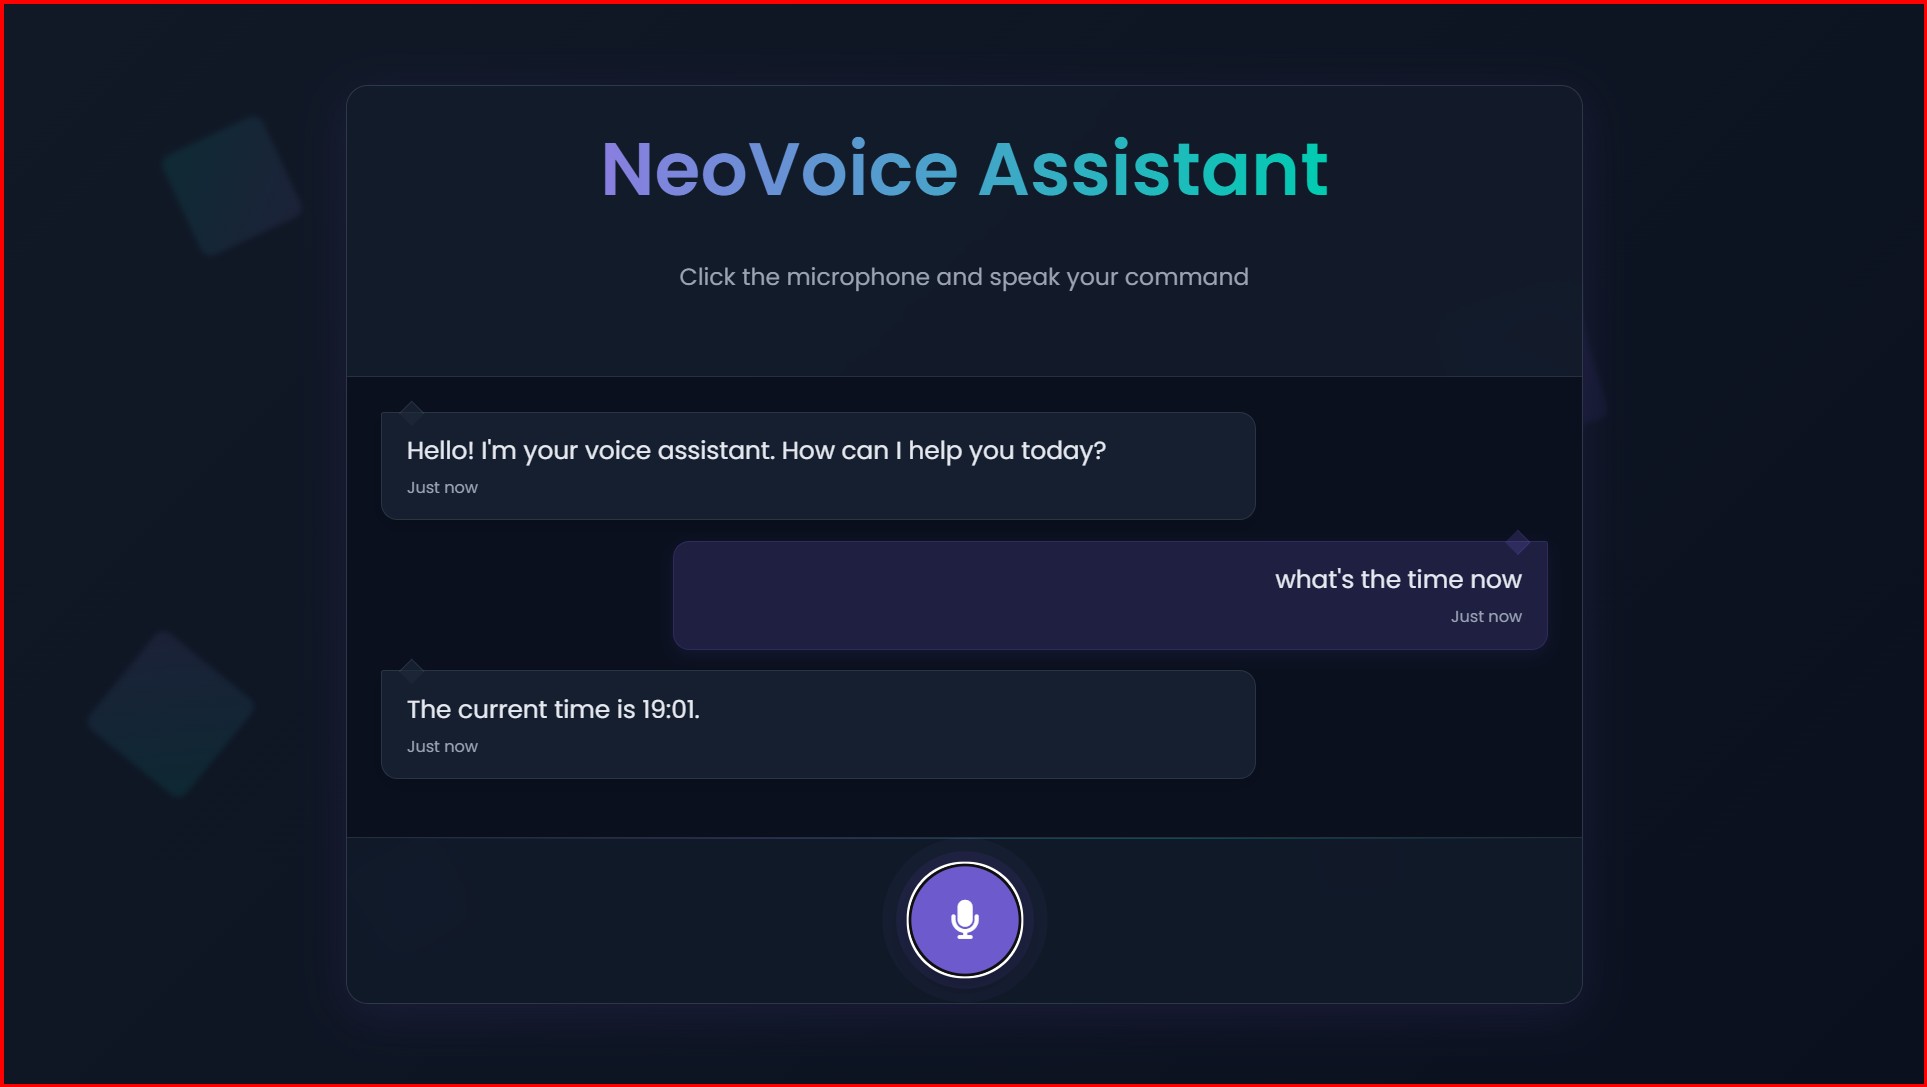 NeoVoice Assistant
Click the microphone and speak your command
Hello! I'm your voice assistant. How can I help you today?
Just now
what's the time now
Just now
The current time is 19:01.
Just now